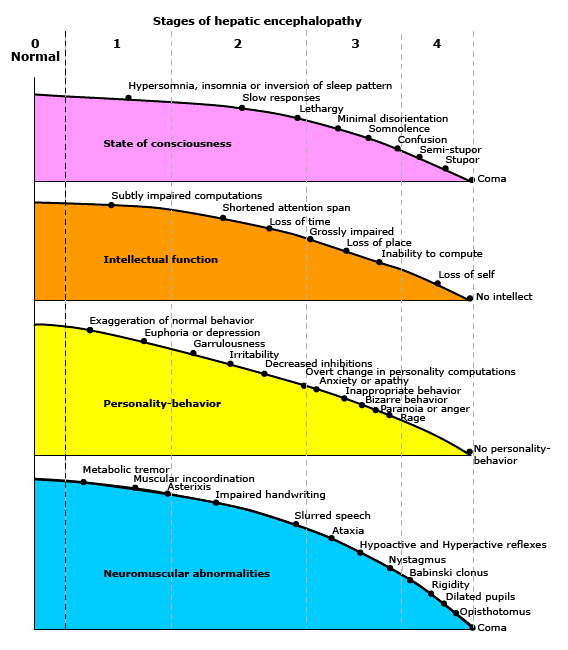 Stages of hepatic encephalopathy
0 1 2 3 4
Normal
Hypersomnia, insomnia or inversion of sleep pattern
Slow responses
Lethargy
Minimal disorientation
Somnolence
Confusion
Semi-stupor
Stupor
Coma
State of consciousness
Subtly impaired computations
Shortened attention span
Loss of time
Grossly impaired
Loss of place
Inability to compute
Loss of self
No intellect
Intellectual function
Exaggeration of normal behavior
Euphoria or depression
Garrulousness
Irritability
Decreased inhibitions
Overt change in personality computations
Anxiety or apathy
Inappropriate behavior
Bizarre behavior
Paranoia or anger
Rage
No personality-
behavior
Personality-behavior
Metabolic tremor
Muscular incoordination
Asterixis
Impaired handwriting
Slurred speech
Ataxia
Hypoactive and Hyperactive reflexes
Nystagmus
Babinski clonus
Rigidity
Dilated pupils
Opisthotomus
Coma
Neuromuscular abnormalities